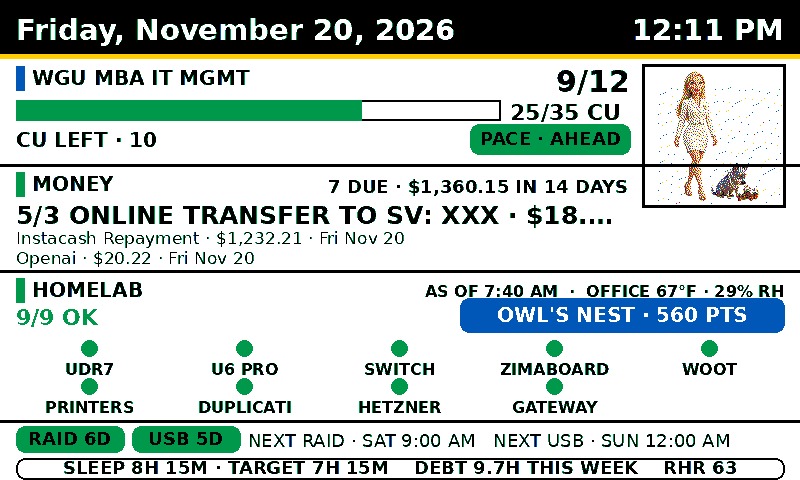 Friday, November 20, 2026 12:11 PM
WGU MBA IT MGMT 9/12
25/35 CU
CU LEFT · 10 PACE · AHEAD
MONEY 7 DUE · $1,360.15 IN 14 DAYS
5/3 ONLINE TRANSFER TO SV: XXX · $18....
Instacash Repayment · $1,232.21 · Fri Nov 20
Openai · $20.22 · Fri Nov 20
HOMELAB AS OF 7:40 AM · OFFICE 67°F · 29% RH
9/9 OK OWL'S NEST · 560 PTS
UDR7 U6 PRO SWITCH ZIMABOARD WOOT
PRINTERS DUPLICATI HETZNER GATEWAY
RAID 6D USB 5D NEXT RAID · SAT 9:00 AM NEXT USB · SUN 12:00 AM
SLEEP 8H 15M · TARGET 7H 15M DEBT 9.7H THIS WEEK RHR 63